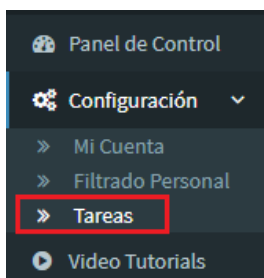 Panel de Control
Configuración
Mi Cuenta
Filtrado Personal
Tareas
Video Tutorials